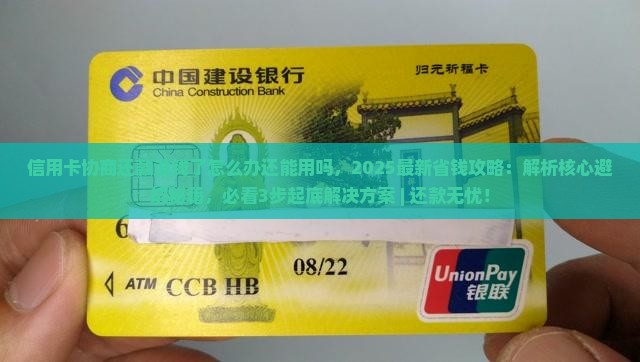 中国建设银行
China Construction Bank
归元祈福卡
信用卡协商 怎么办还能用吗，2025最新省钱攻略：解析核心避
，必看3步起底解决方案 | 还款无忧！
6
08/22
ATM CCB HB
UnionPay
银联